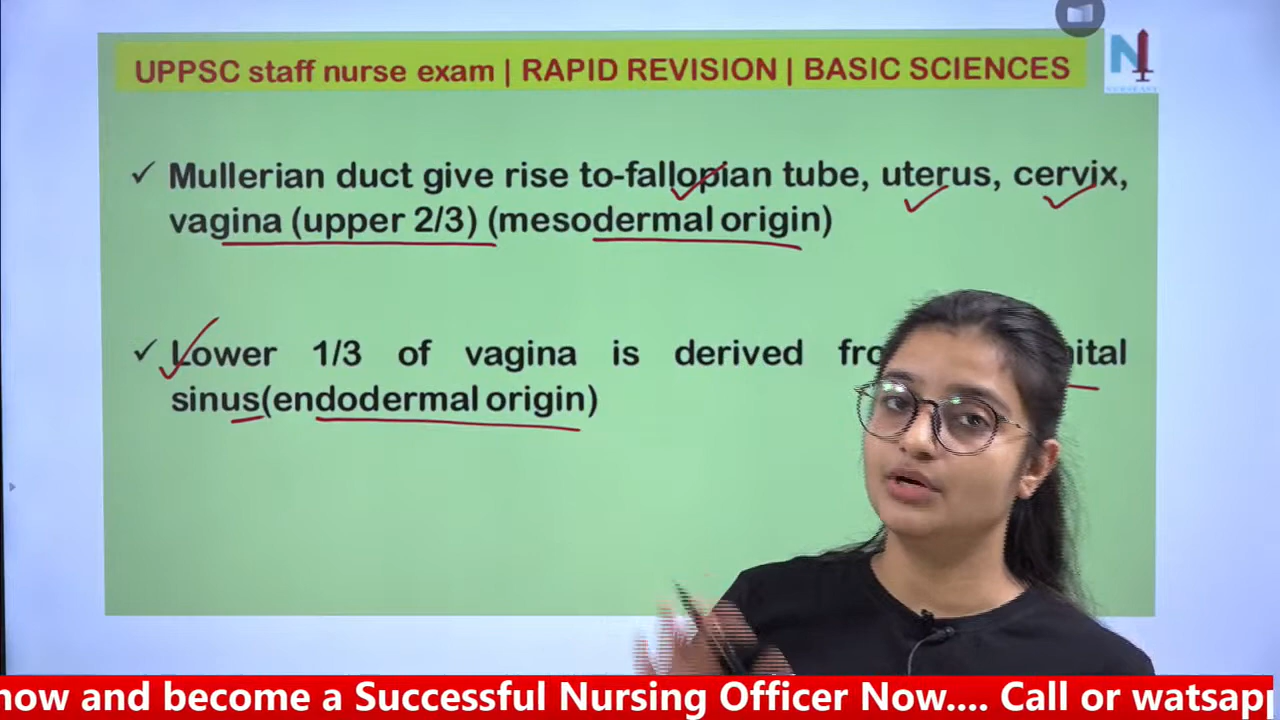 UPPSC staff nurse exam | RAPID REVISION | BASIC SCIENCES
N
✓ Mullerian duct give rise to-fallopian tube, uterus, cervix,
vagina (upper 2/3) (mesodermal origin)
✓ Lower 1/3 of vagina is derived
sinus(endodermal origin)
now and become a Successful Nursing Officer Now.... Call or watsapp